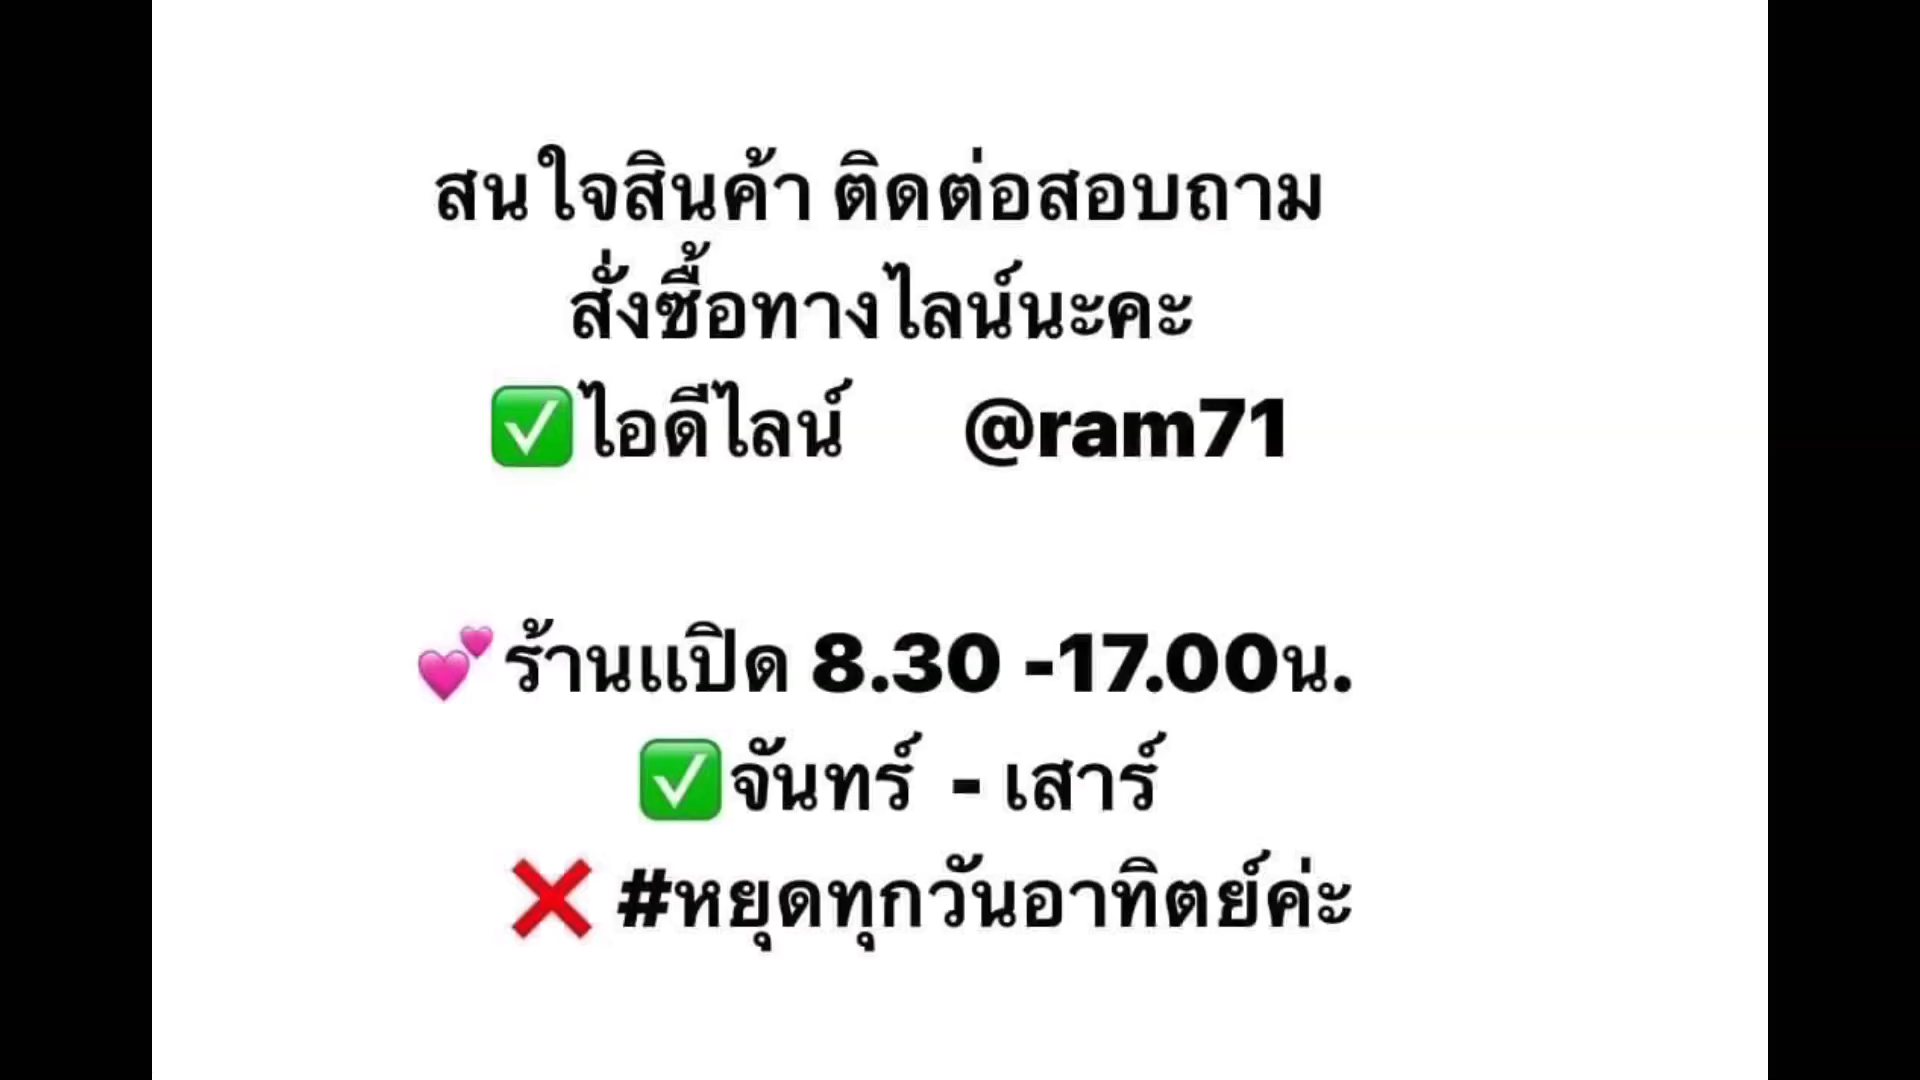 สนใจสินค้า ติดต่อสอบถาม
สั่งซื้อทางไลน์นะคะ
✅ไอดีไลน์ @ram71
💕ร้านเเปิด 8.30 -17.00น.
✅จันทร์ - เสาร์
❌ #หยุดทุกวันอาทิตย์ค่ะ